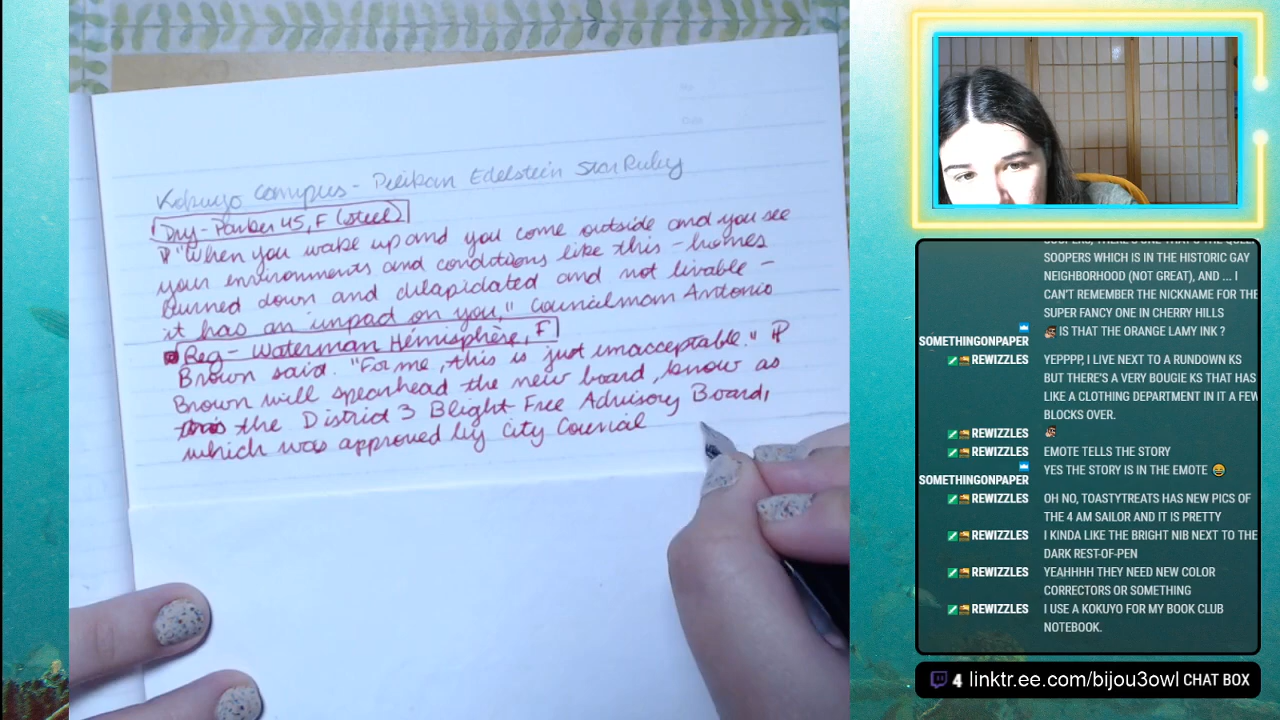 Kokuyo Campus - Pelikan Edelstein Star Ruby
Dry - Parker 45, F (steel)
¶ "When you wake up and you come outside and you see
your environments and conditions like this - homes
burned down and dilapidated and not livable -
it has an impact on you," Councilman Antonio
Reg - Waterman Hémisphère, F
Brown said. "For me, this is just unacceptable." ¶
Brown will spearhead the new board, know as
the District 3 Blight Free Advisory Board,
which was approved by City Council
SOOPERS WHICH IS IN THE HISTORIC GAY
NEIGHBORHOOD (NOT GREAT), AND ... I
CAN'T REMEMBER THE NICKNAME FOR THE
SUPER FANCY ONE IN CHERRY HILLS
SOMETHINGONPAPER IS THAT THE ORANGE LAMY INK ?
REWIZZLES YEPPPP, I LIVE NEXT TO A RUNDOWN KS
BUT THERE'S A VERY BOUGIE KS THAT HAS
LIKE A CLOTHING DEPARTMENT IN IT A FEW
BLOCKS OVER.
REWIZZLES
REWIZZLES EMOTE TELLS THE STORY
SOMETHINGONPAPER YES THE STORY IS IN THE EMOTE
REWIZZLES OH NO, TOASTYTREATS HAS NEW PICS OF
THE 4 AM SAILOR AND IT IS PRETTY
REWIZZLES I KINDA LIKE THE BRIGHT NIB NEXT TO THE
DARK REST-OF-PEN
REWIZZLES YEAHHHH THEY NEED NEW COLOR
CORRECTORS OR SOMETHING
REWIZZLES I USE A KOKUYO FOR MY BOOK CLUB
NOTEBOOK.
4 linktr.ee.com/bijou3owl CHAT BOX